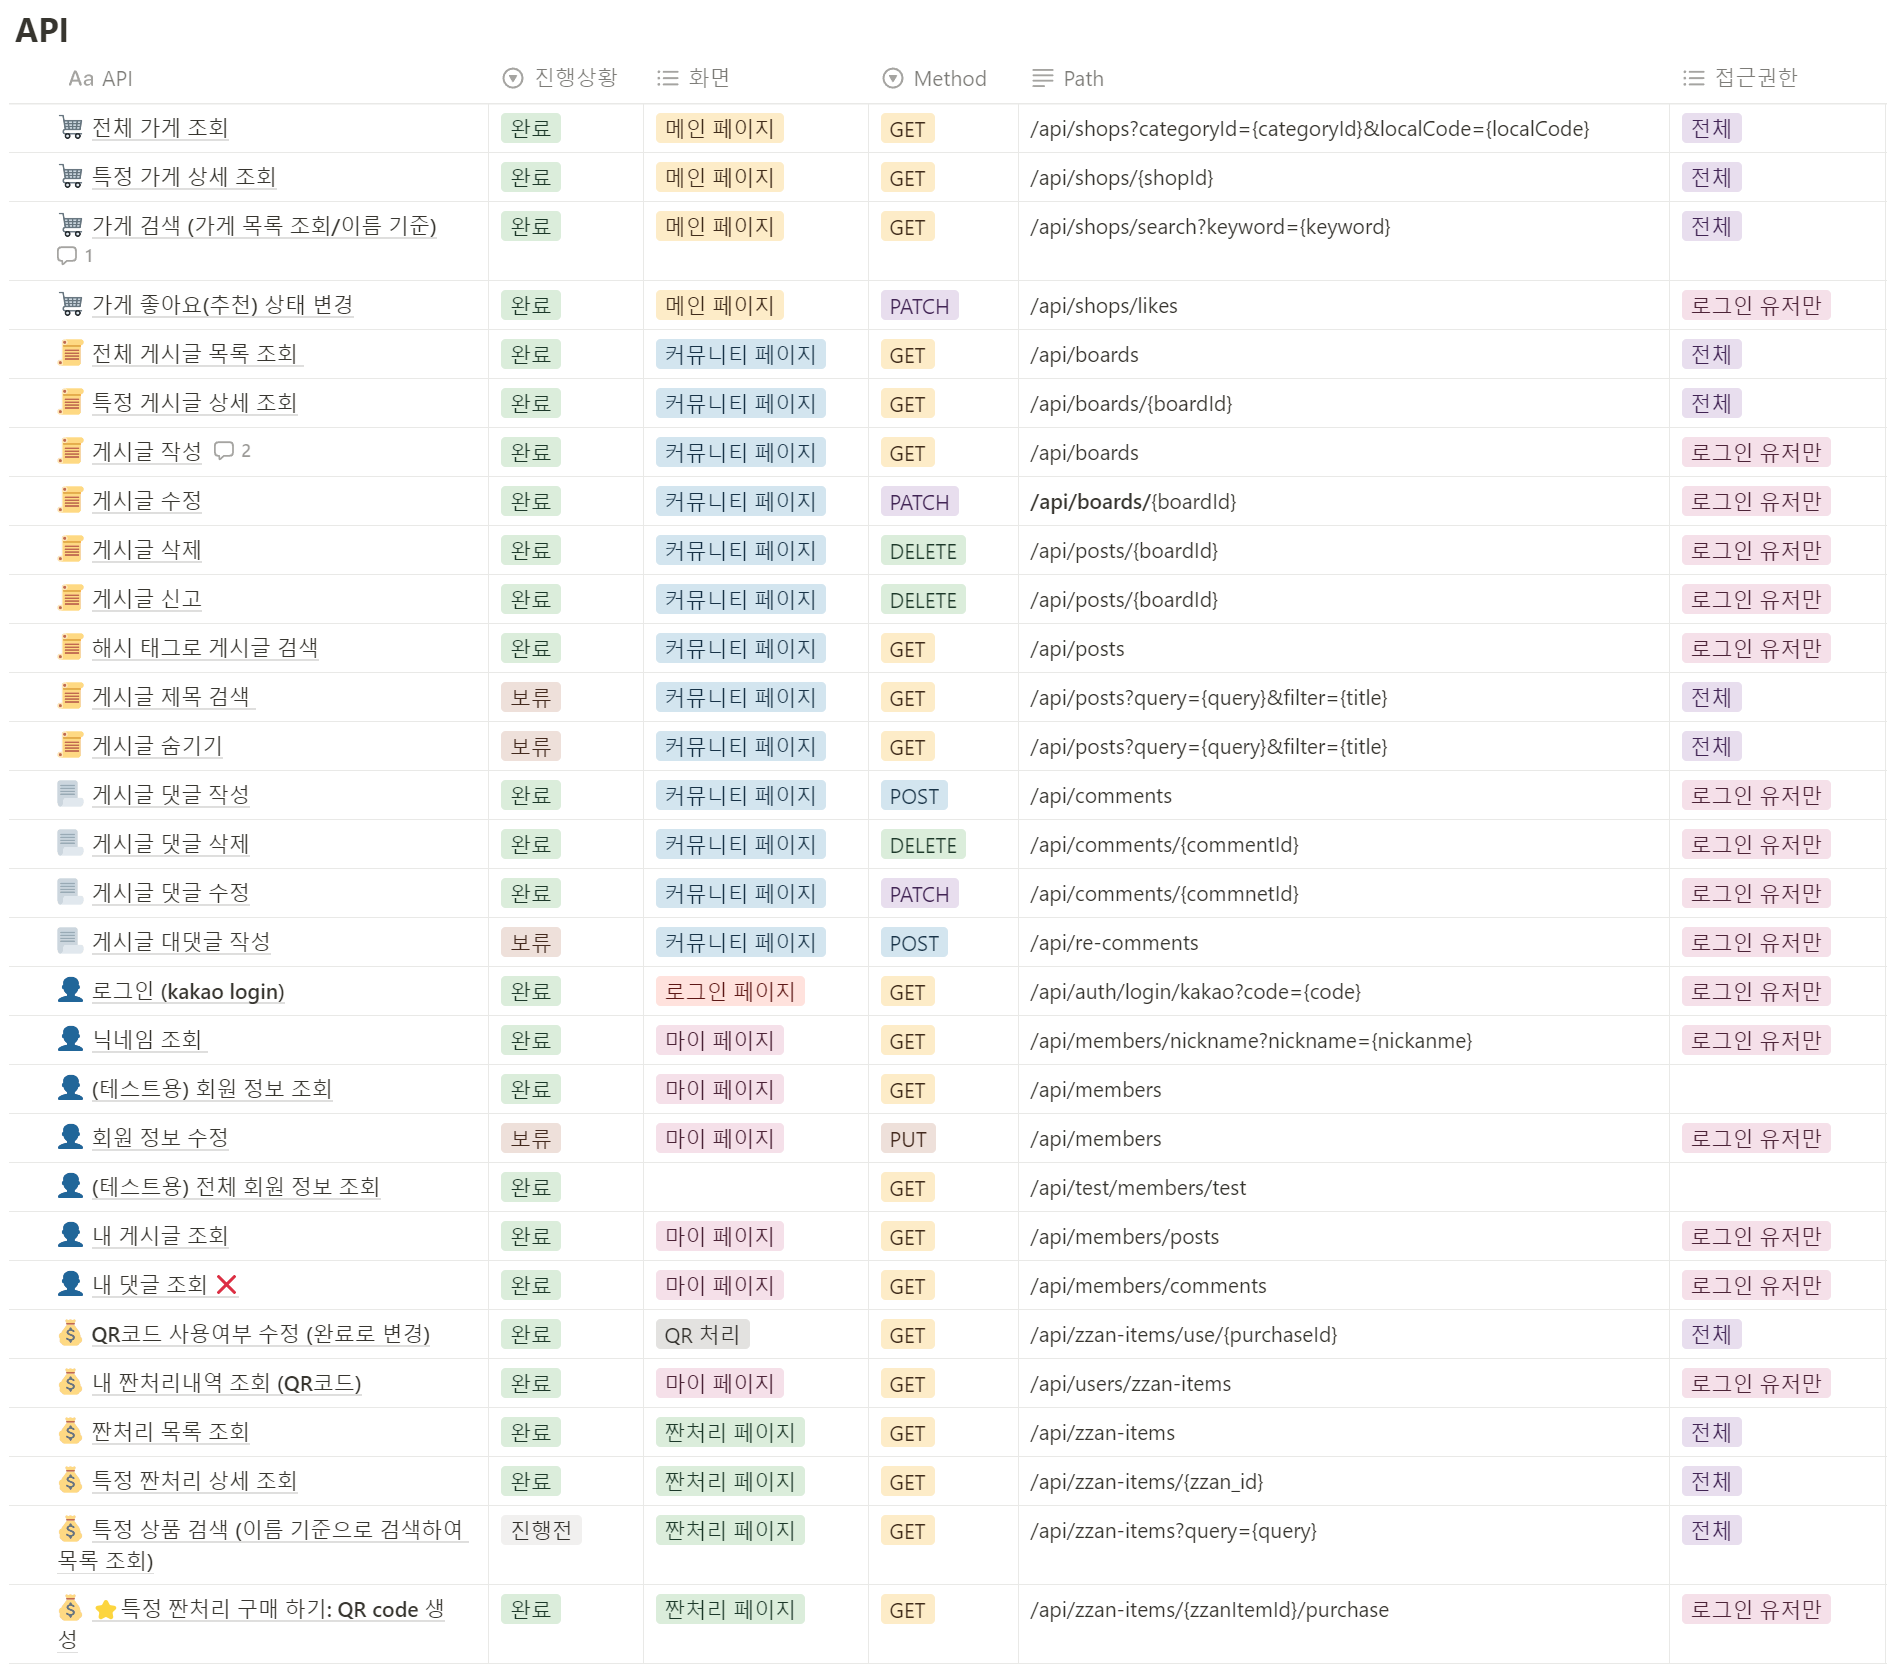 API
Aa API 진행상황 화면 Method Path 접근권한
전체 가게 조회 완료 메인 페이지 GET /api/shops?categoryId={categoryId}&localCode={localCode} 전체
특정 가게 상세 조회 완료 메인 페이지 GET /api/shops/{shopId} 전체
가게 검색 (가게 목록 조회/이름 기준) 완료 메인 페이지 GET /api/shops/search?keyword={keyword} 전체
1
가게 좋아요(추천) 상태 변경 완료 메인 페이지 PATCH /api/shops/likes 로그인 유저만
전체 게시글 목록 조회 완료 커뮤니티 페이지 GET /api/boards 전체
특정 게시글 상세 조회 완료 커뮤니티 페이지 GET /api/boards/{boardId} 전체
게시글 작성 2 완료 커뮤니티 페이지 GET /api/boards 로그인 유저만
게시글 수정 완료 커뮤니티 페이지 PATCH /api/boards/{boardId} 로그인 유저만
게시글 삭제 완료 커뮤니티 페이지 DELETE /api/posts/{boardId} 로그인 유저만
게시글 신고 완료 커뮤니티 페이지 DELETE /api/posts/{boardId} 로그인 유저만
해시 태그로 게시글 검색 완료 커뮤니티 페이지 GET /api/posts 로그인 유저만
게시글 제목 검색 보류 커뮤니티 페이지 GET /api/posts?query={query}&filter={title} 전체
게시글 숨기기 보류 커뮤니티 페이지 GET /api/posts?query={query}&filter={title} 전체
게시글 댓글 작성 완료 커뮤니티 페이지 POST /api/comments 로그인 유저만
게시글 댓글 삭제 완료 커뮤니티 페이지 DELETE /api/comments/{commentId} 로그인 유저만
게시글 댓글 수정 완료 커뮤니티 페이지 PATCH /api/comments/{commnetId} 로그인 유저만
게시글 대댓글 작성 보류 커뮤니티 페이지 POST /api/re-comments 로그인 유저만
로그인 (kakao login) 완료 로그인 페이지 GET /api/auth/login/kakao?code={code} 로그인 유저만
닉네임 조회 완료 마이 페이지 GET /api/members/nickname?nickname={nickanme} 로그인 유저만
(테스트용) 회원 정보 조회 완료 마이 페이지 GET /api/members
회원 정보 수정 보류 마이 페이지 PUT /api/members 로그인 유저만
(테스트용) 전체 회원 정보 조회 완료 GET /api/test/members/test
내 게시글 조회 완료 마이 페이지 GET /api/members/posts 로그인 유저만
내 댓글 조회 ❌ 완료 마이 페이지 GET /api/members/comments 로그인 유저만
QR코드 사용여부 수정 (완료로 변경) 완료 QR 처리 GET /api/zzan-items/use/{purchaseId} 전체
내 짠처리내역 조회 (QR코드) 완료 마이 페이지 GET /api/users/zzan-items 로그인 유저만
짠처리 목록 조회 완료 짠처리 페이지 GET /api/zzan-items 전체
특정 짠처리 상세 조회 완료 짠처리 페이지 GET /api/zzan-items/{zzan_id} 전체
특정 상품 검색 (이름 기준으로 검색하여 진행전 짠처리 페이지 GET /api/zzan-items?query={query} 전체
목록 조회)
⭐특정 짠처리 구매 하기: QR code 생 완료 짠처리 페이지 GET /api/zzan-items/{zzanItemId}/purchase 로그인 유저만
성